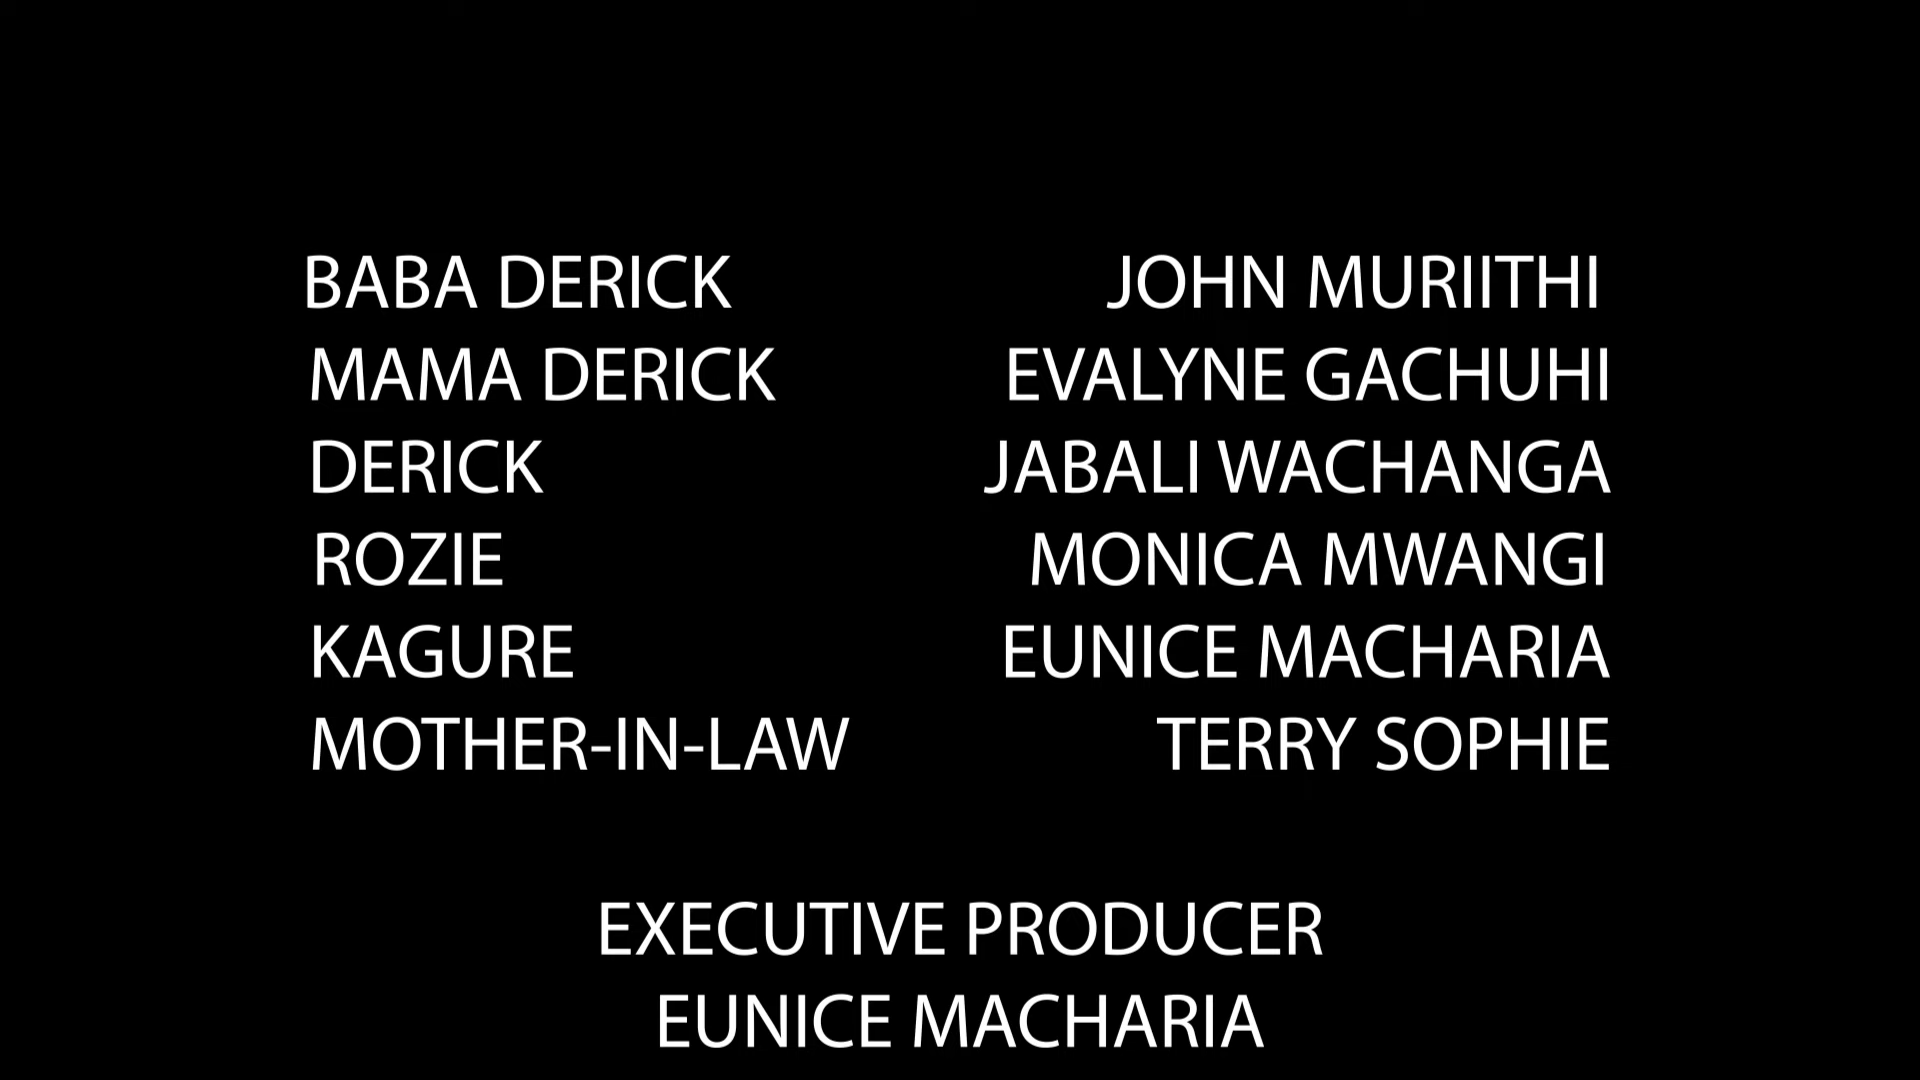 BABA DERICK JOHN MURIITHI
MAMA DERICK EVALYNE GACHUHI
DERICK JABALI WACHANGA
ROZIE MONICA MWANGI
KAGURE EUNICE MACHARIA
MOTHER-IN-LAW TERRY SOPHIE
EXECUTIVE PRODUCER
EUNICE MACHARIA